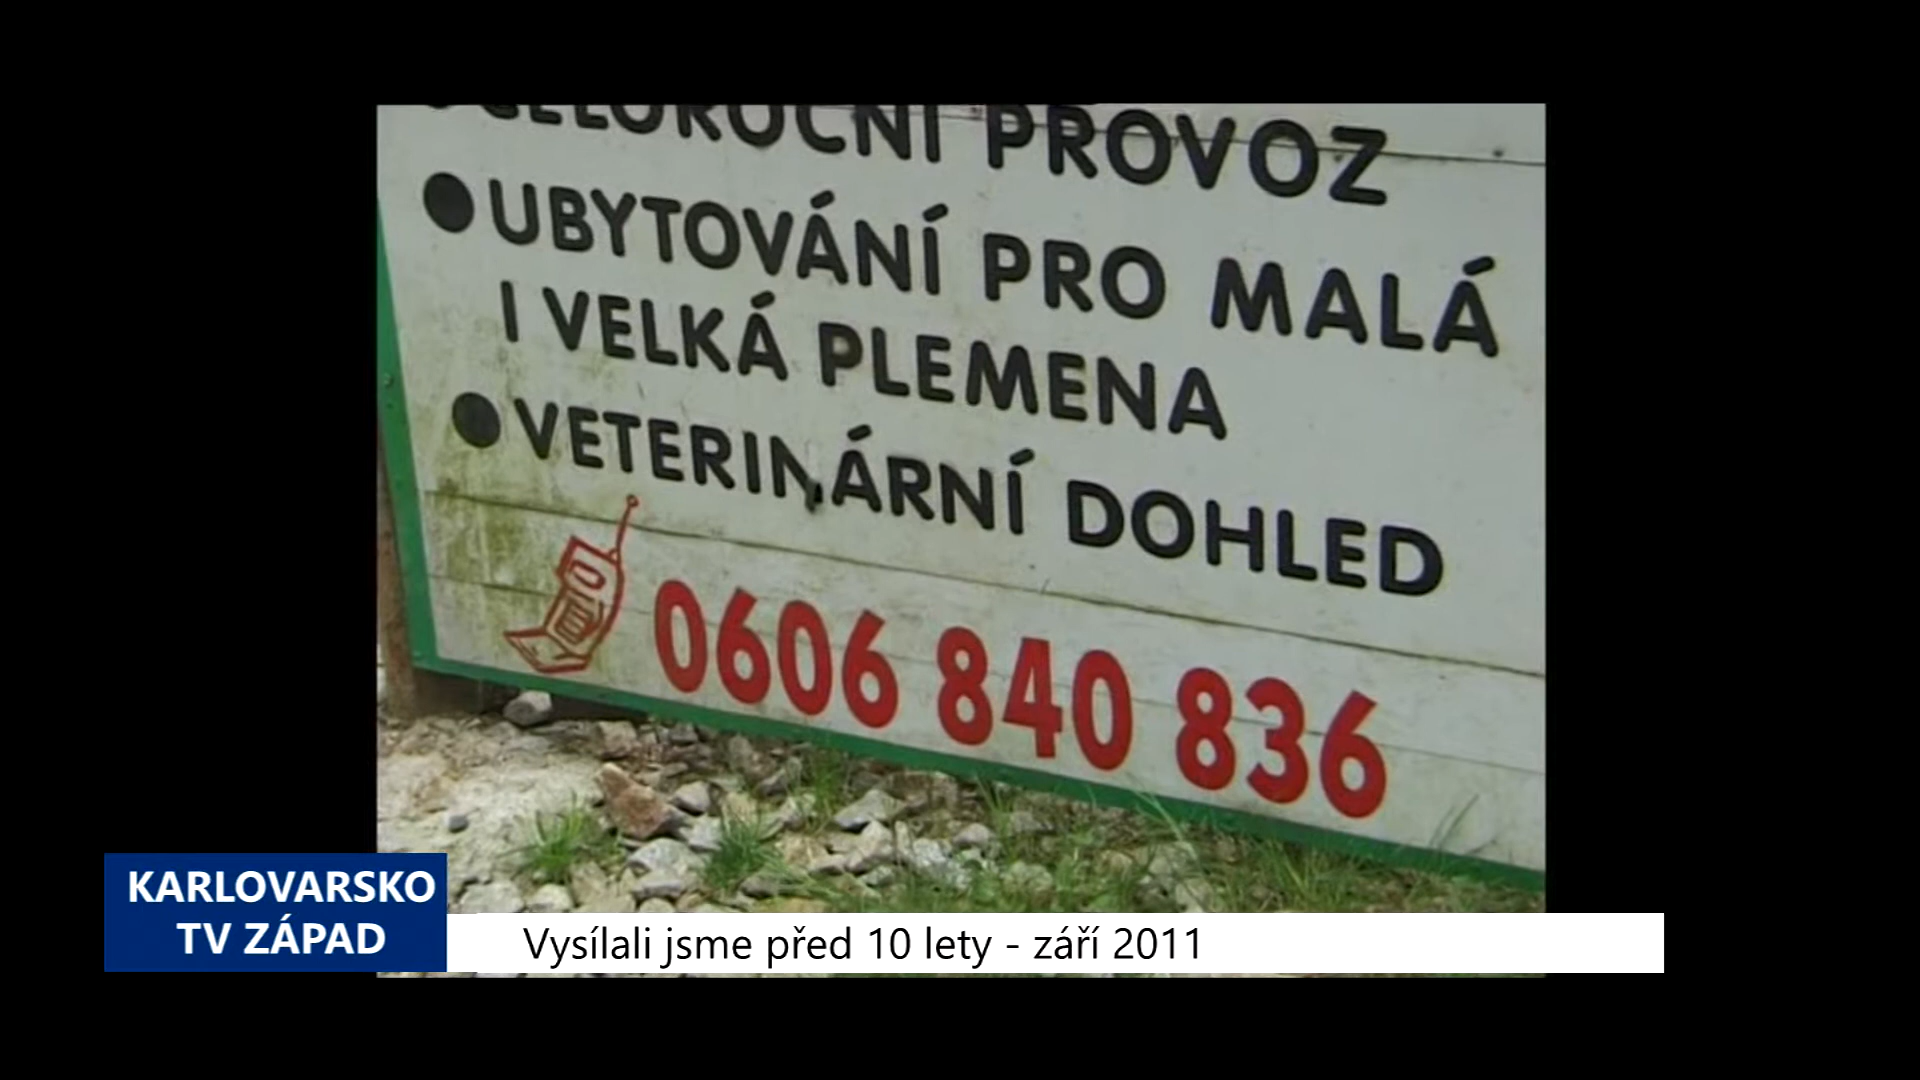 CELOROČNÍ PROVOZ
● UBYTOVÁNÍ PRO MALÁ
I VELKÁ PLEMENA
● VETERINÁRNÍ DOHLED
0606 840 836
KARLOVARSKO
TV ZÁPAD
Vysílali jsme před 10 lety - září 2011